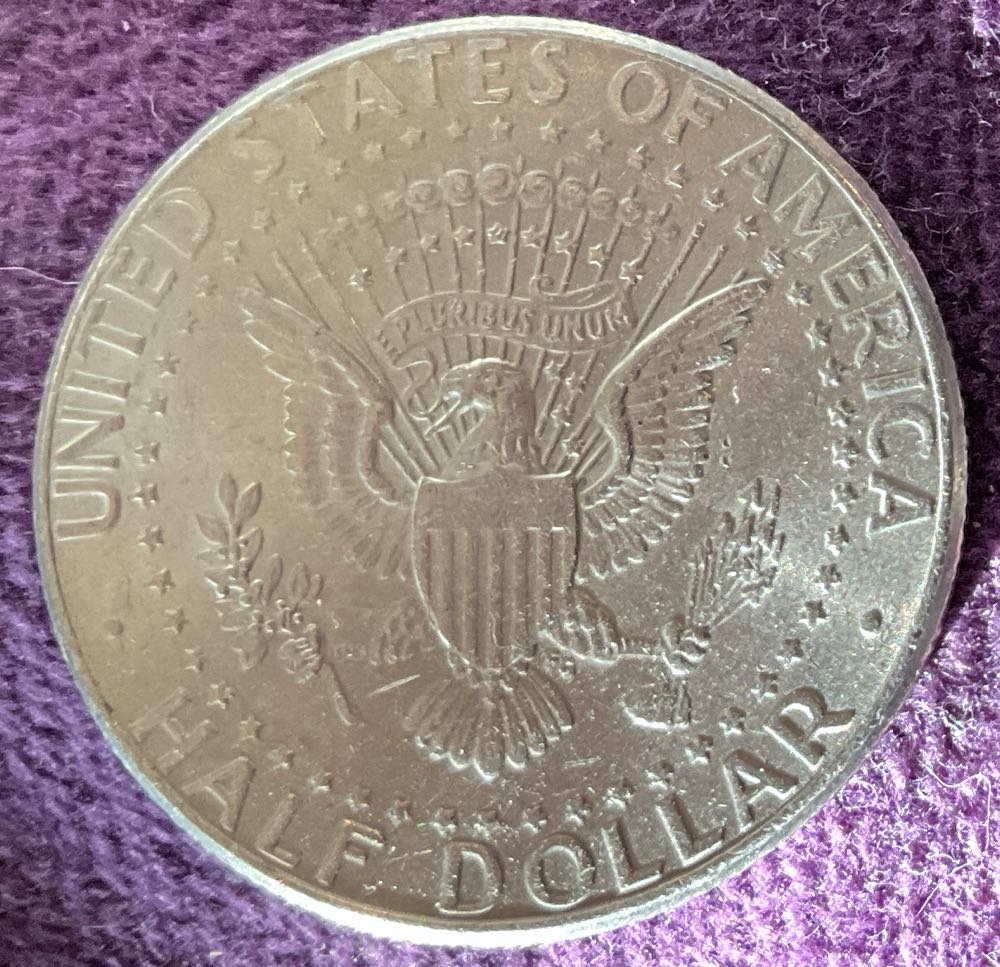 UNITED STATES OF AMERICA
E PLURIBUS UNUM
HALF DOLLAR